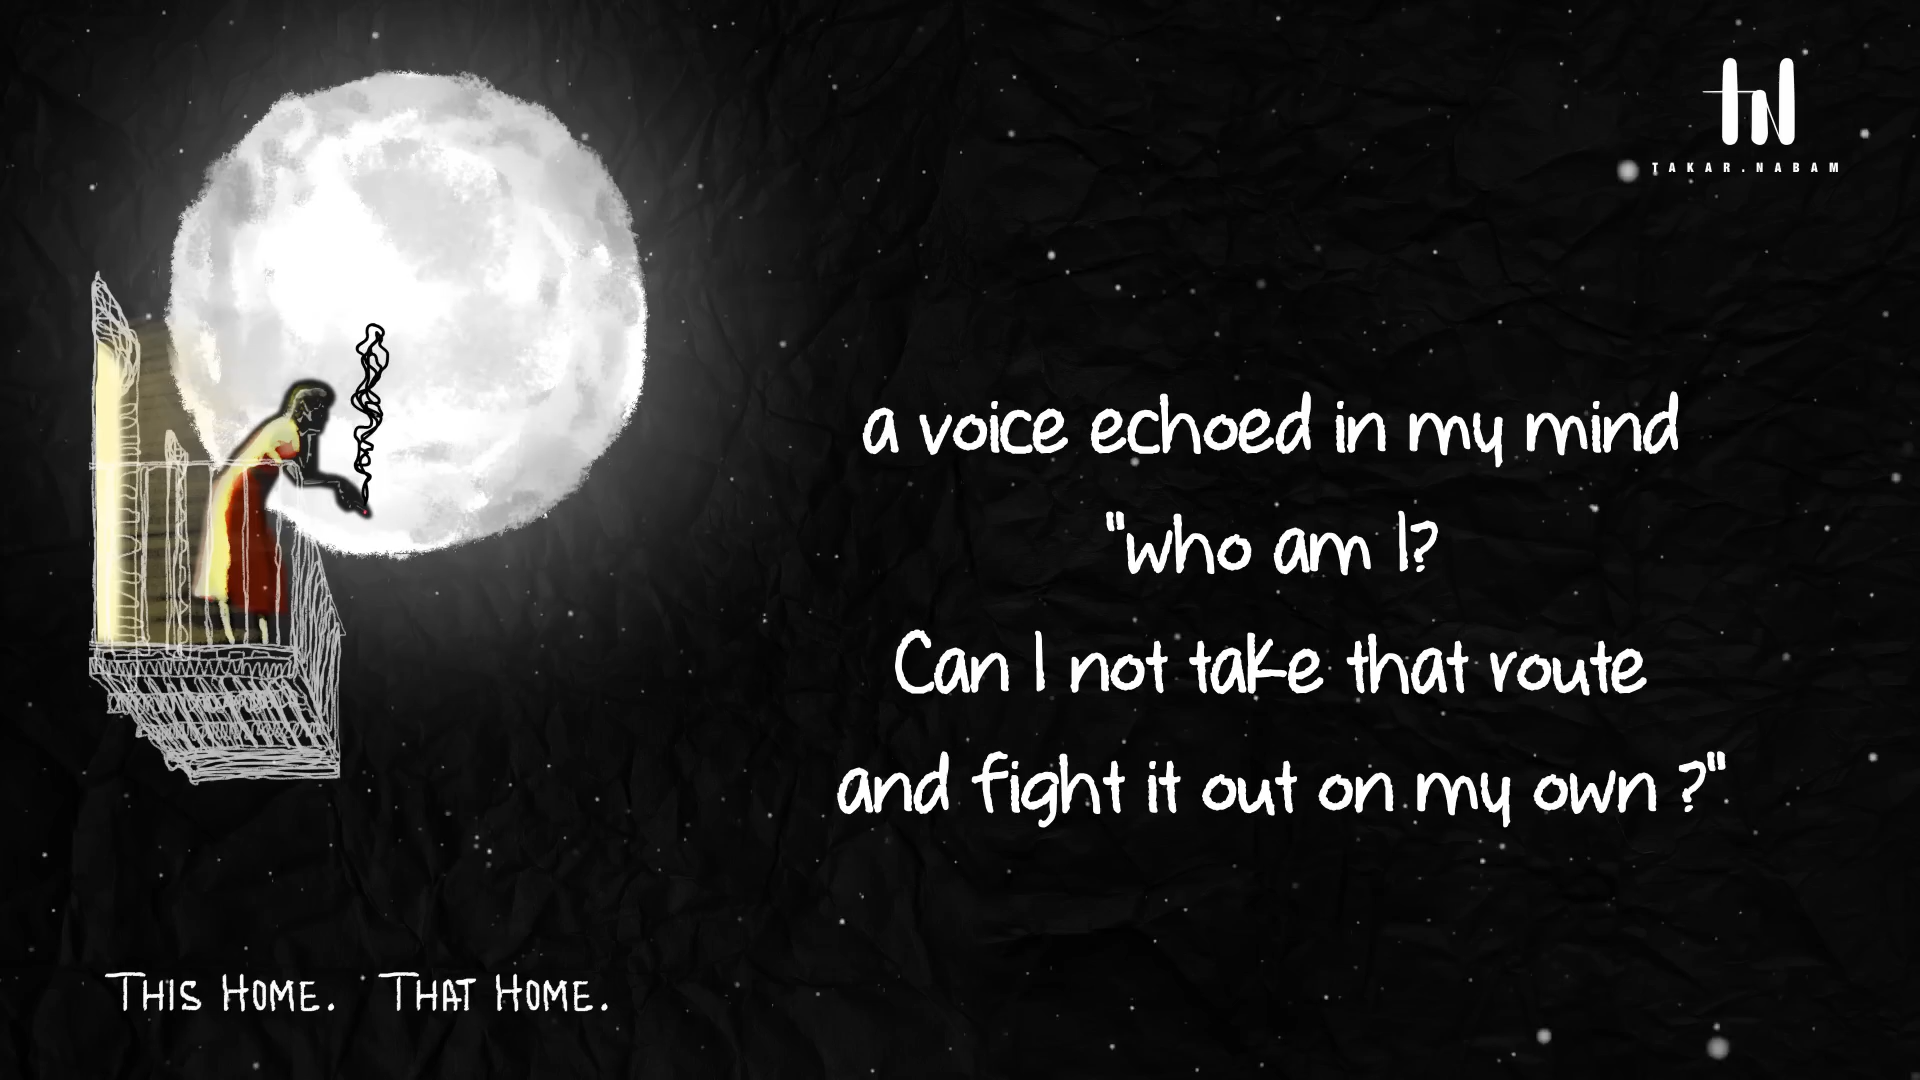 TAKAR.NABAM
a voice echoed in my mind
"who am I?
Can I not take that route
and fight it out on my own ?"
THIS HOME. THAT HOME.